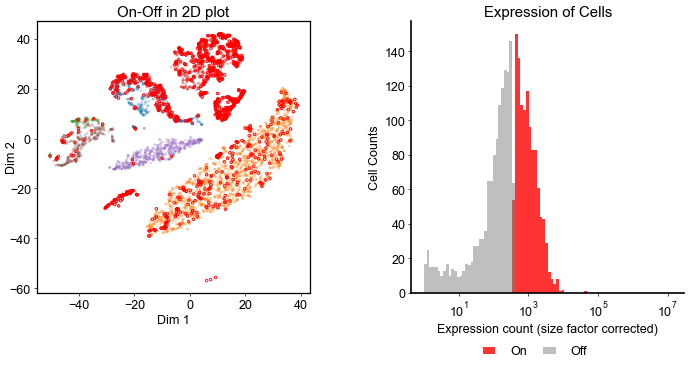 On-Off in 2D plot
Dim 2
40
20
0
−20
−40
−60
−40
−20
0
20
40
Dim 1
Expression of Cells
Cell Counts
140
120
100
80
60
40
20
0
10^1
10^3
10^5
10^7
Expression count (size factor corrected)
On
Off